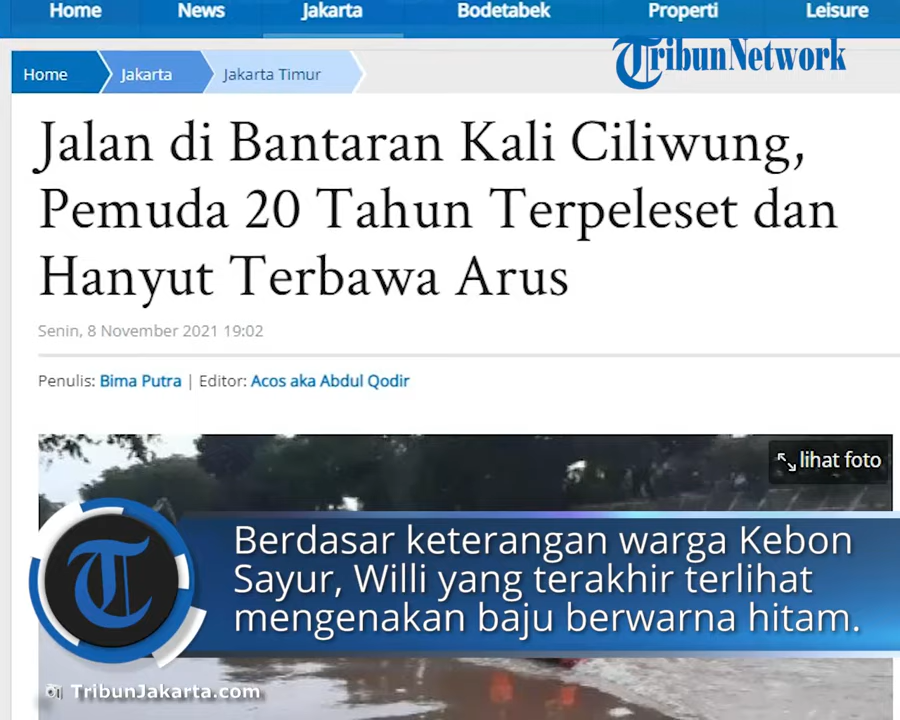 Home News Jakarta Bodetabek Properti Leisure
TribunNetwork
Home Jakarta Jakarta Timur
Jalan di Bantaran Kali Ciliwung,
Pemuda 20 Tahun Terpeleset dan
Hanyut Terbawa Arus
Senin, 8 November 2021 19:02
Penulis: Bima Putra | Editor: Acos aka Abdul Qodir
lihat foto
T
Berdasar keterangan warga Kebon
Sayur, Willi yang terakhir terlihat
mengenakan baju berwarna hitam.
TribunJakarta.com